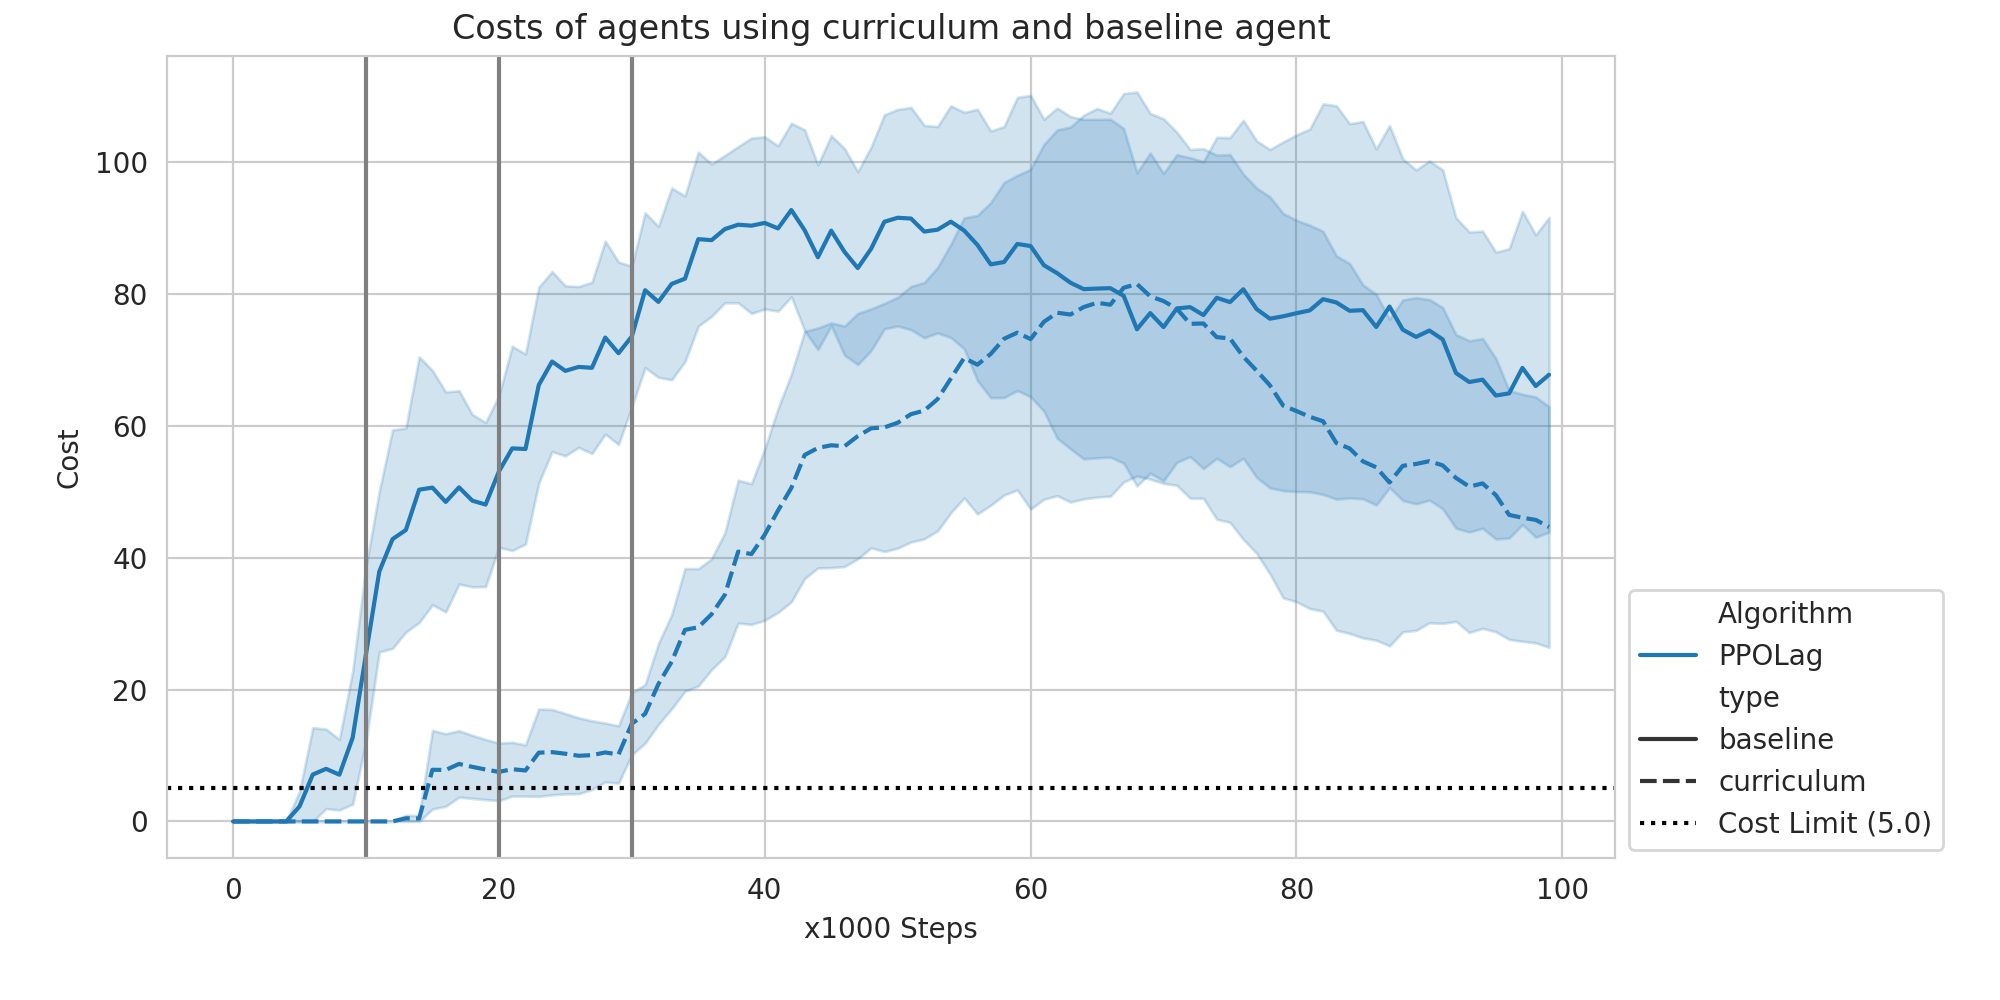 Costs of agents using curriculum and baseline agent
100
80
60
40
20
0
Cost
0 20 40 60 80 100
x1000 Steps
Algorithm
PPOLag
type
baseline
curriculum
Cost Limit (5.0)